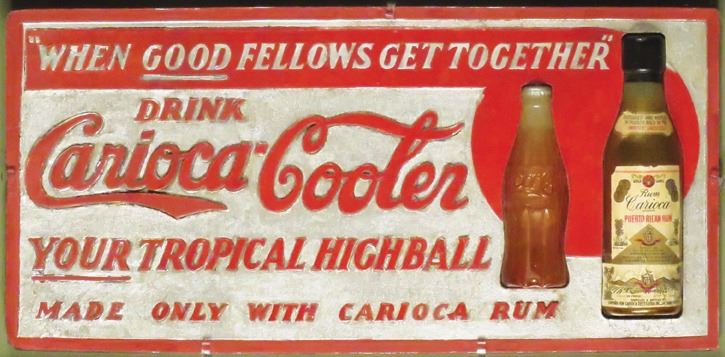 "WHEN GOOD FELLOWS GET TOGETHER"
DRINK
Carioca-Cooler
YOUR TROPICAL HIGHBALL
MADE ONLY WITH CARIOCA RUM
Rum
Carioca
PUERTO RICAN RUM